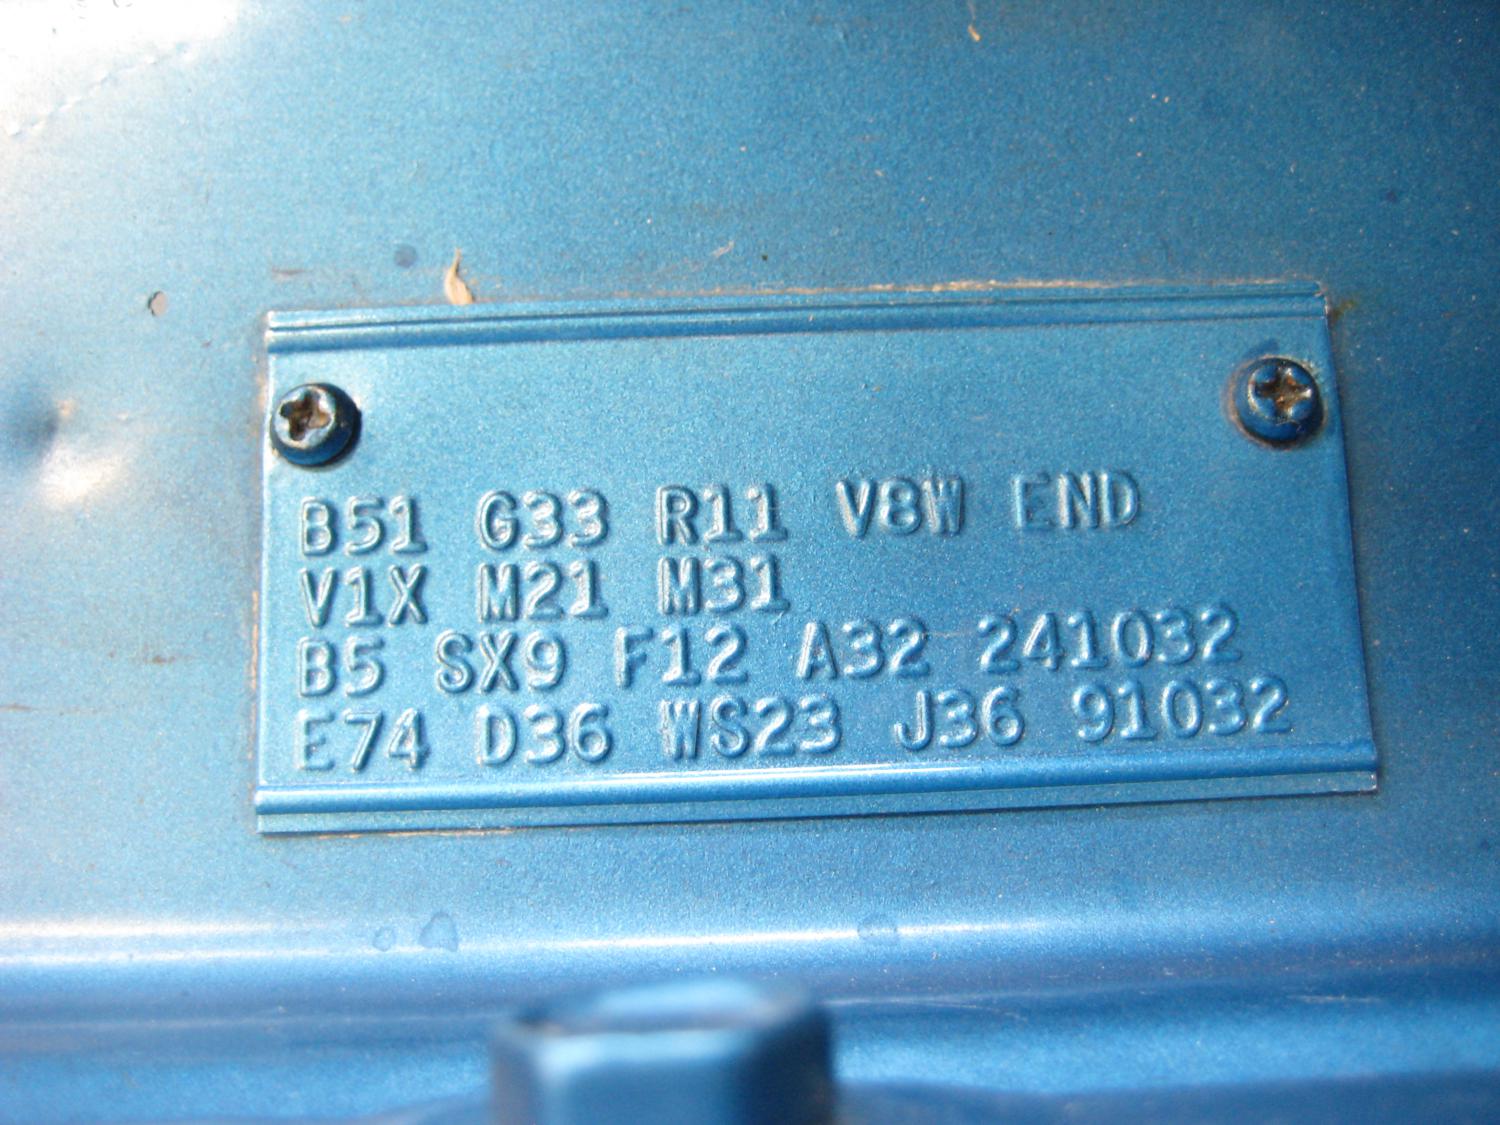 B51 G33 R11 V8W END
V1X M21 M31
B5 SX9 F12 A32 241032
E74 D36 WS23 J36 91032